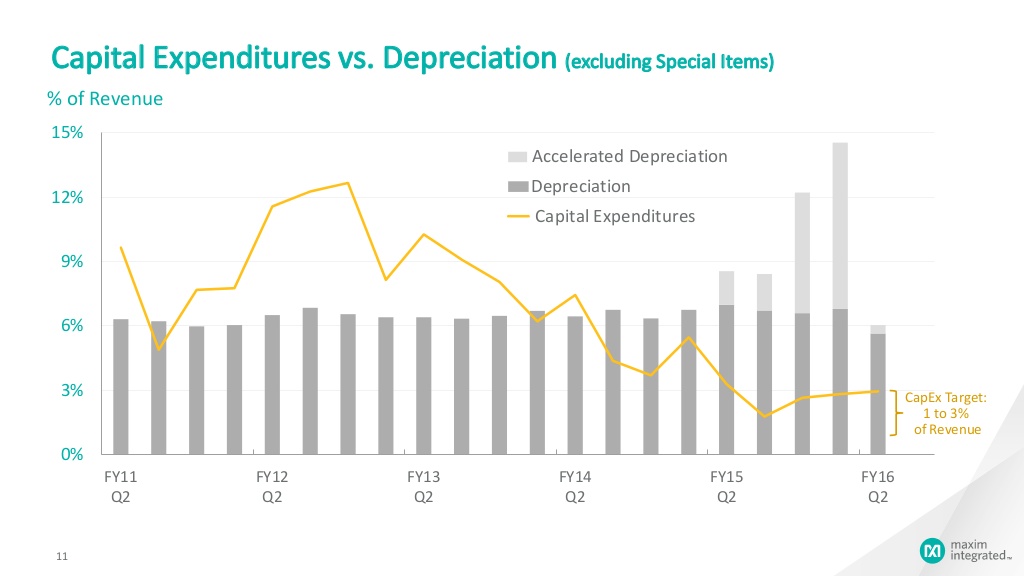 Capital Expenditures vs. Depreciation (excluding Special Items)
% of Revenue
15%
12%
9%
6%
3%
0%
Accelerated Depreciation
Depreciation
Capital Expenditures
CapEx Target:
1 to 3%
of Revenue
FY11 FY12 FY13 FY14 FY15 FY16
Q2 Q2 Q2 Q2 Q2 Q2
11
maxim
integrated™